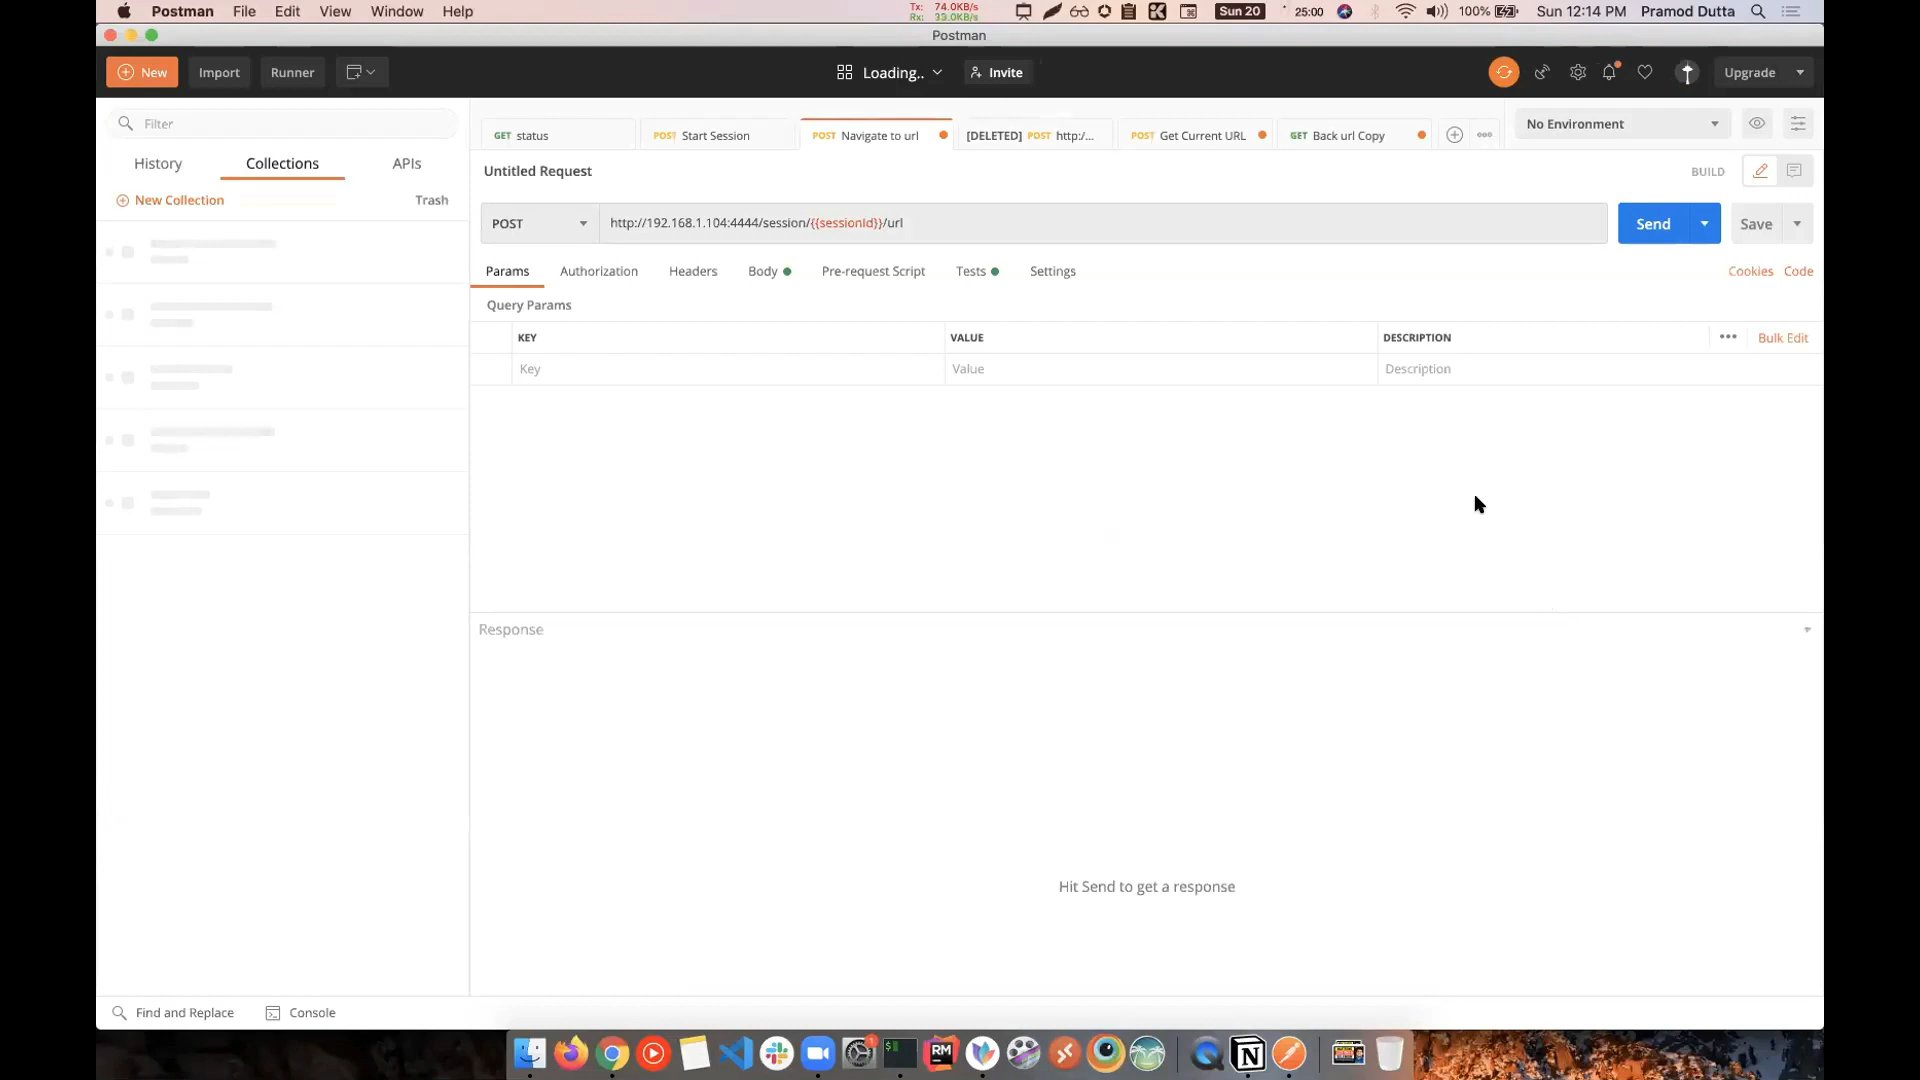 Postman File Edit View Window Help
Tx: 74.0KB/s
Rx: 33.0KB/s
Sun 20 25:00 100% Sun 12:14 PM Pramod Dutta
Postman
New Import Runner Loading.. Invite Upgrade
Filter
History Collections APIs
New Collection Trash
GET status POST Start Session POST Navigate to url [DELETED] POST http:/... POST Get Current URL GET Back url Copy No Environment
Untitled Request BUILD
POST http://192.168.1.104:4444/session/{{sessionId}}/url Send Save
Params Authorization Headers Body Pre-request Script Tests Settings Cookies Code
Query Params
KEY VALUE DESCRIPTION Bulk Edit
Key Value Description
Response
Hit Send to get a response
Find and Replace Console
RM